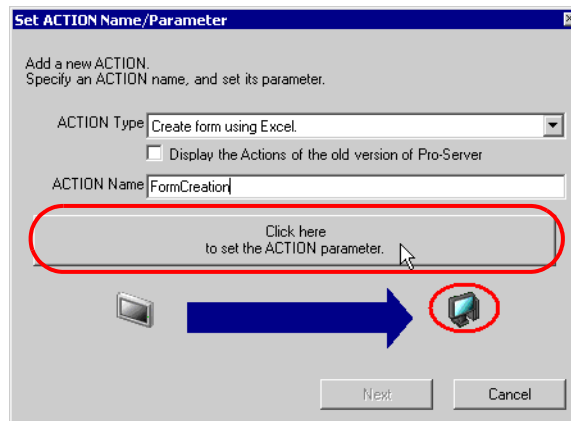 Set ACTION Name/Parameter
Add a new ACTION.
Specify an ACTION name, and set its parameter.
ACTION Type Create form using Excel.
Display the Actions of the old version of Pro-Server
ACTION Name FormCreation
Click here
to set the ACTION parameter.
Next Cancel